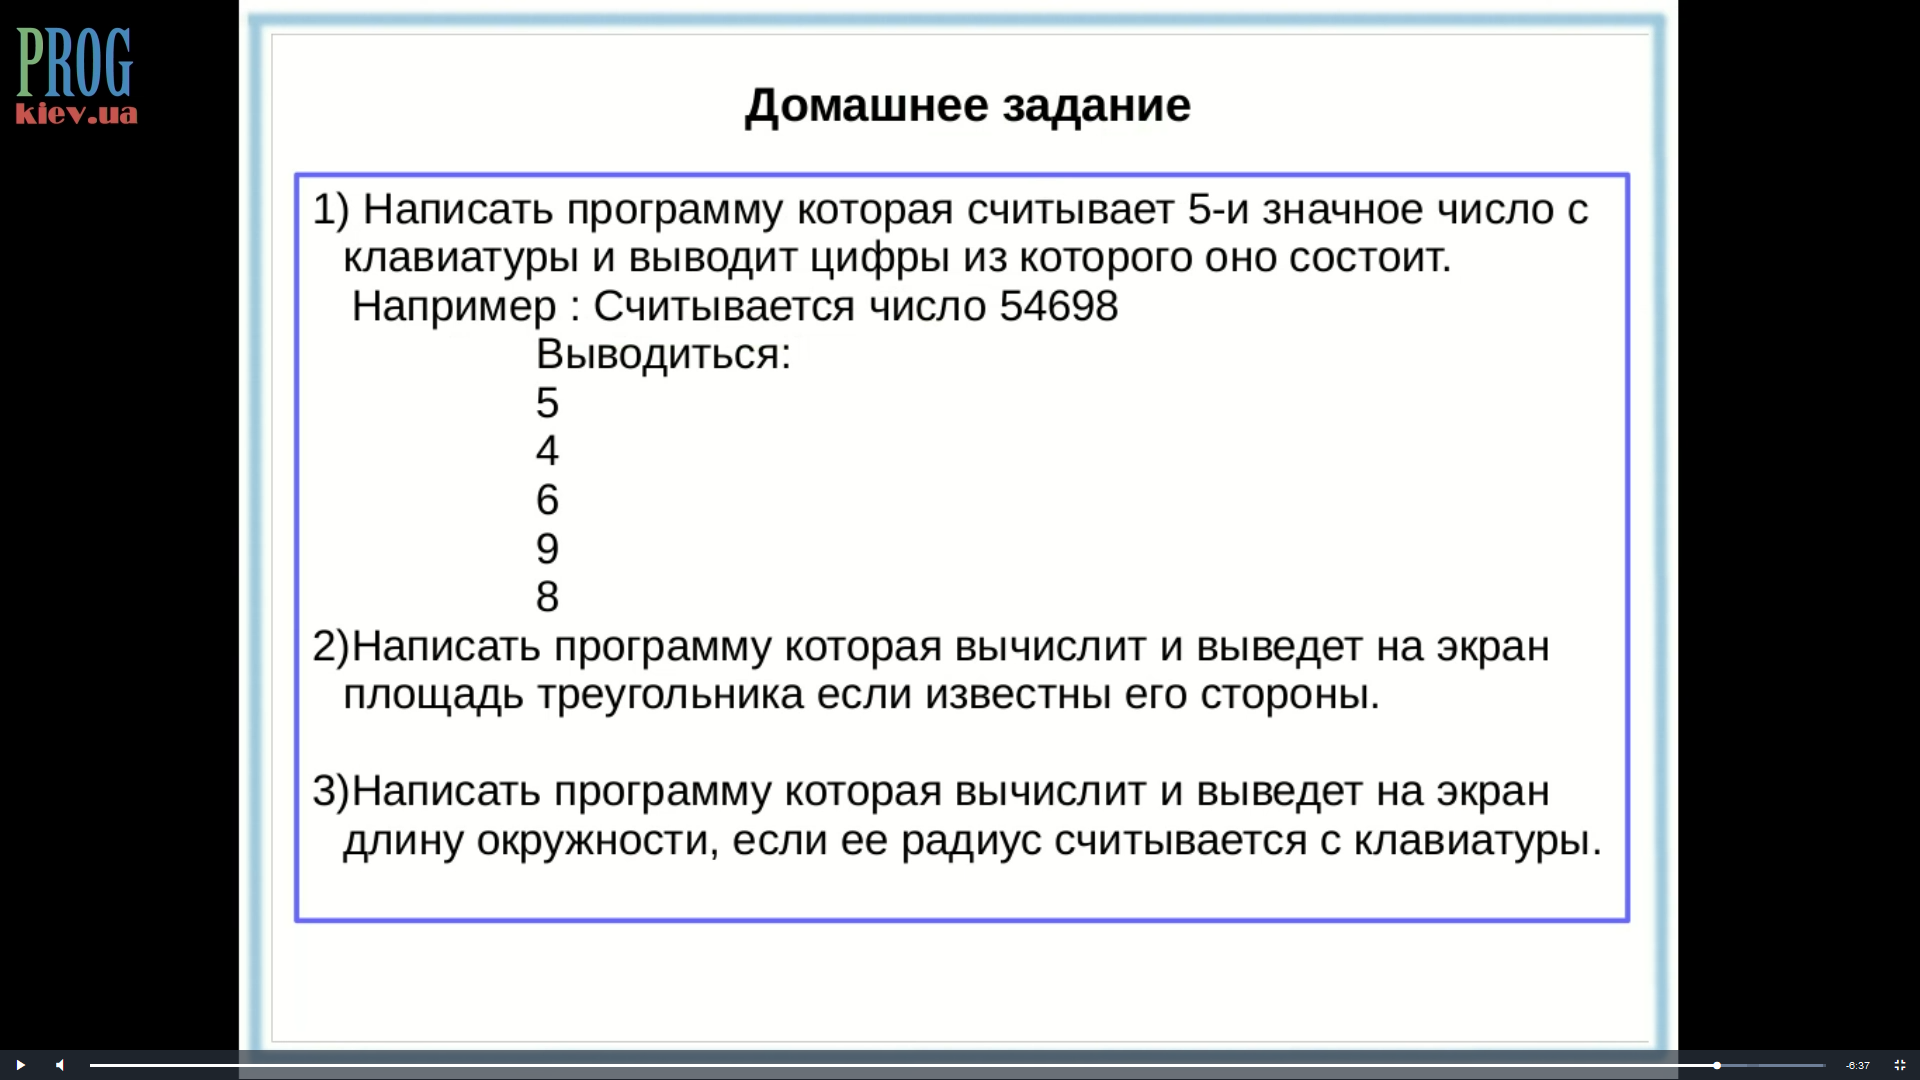 PROG
kiev.ua
Домашнее задание
1) Написать программу которая считывает 5-и значное число с
клавиатуры и выводит цифры из которого оно состоит.
Например : Считывается число 54698
Выводиться:
5
4
6
9
8
2)Написать программу которая вычислит и выведет на экран
площадь треугольника если известны его стороны.
3)Написать программу которая вычислит и выведет на экран
длину окружности, если ее радиус считывается с клавиатуры.
-6:37